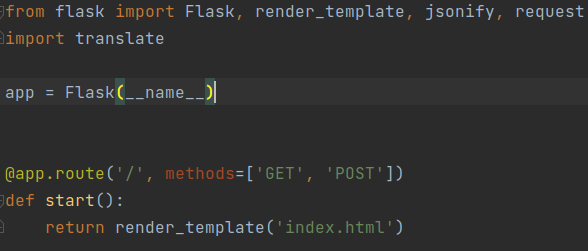 from flask import Flask, render_template, jsonify, request
import translate
app = Flask(__name__)
@app.route('/', methods=['GET', 'POST'])
def start():
    return render_template('index.html')